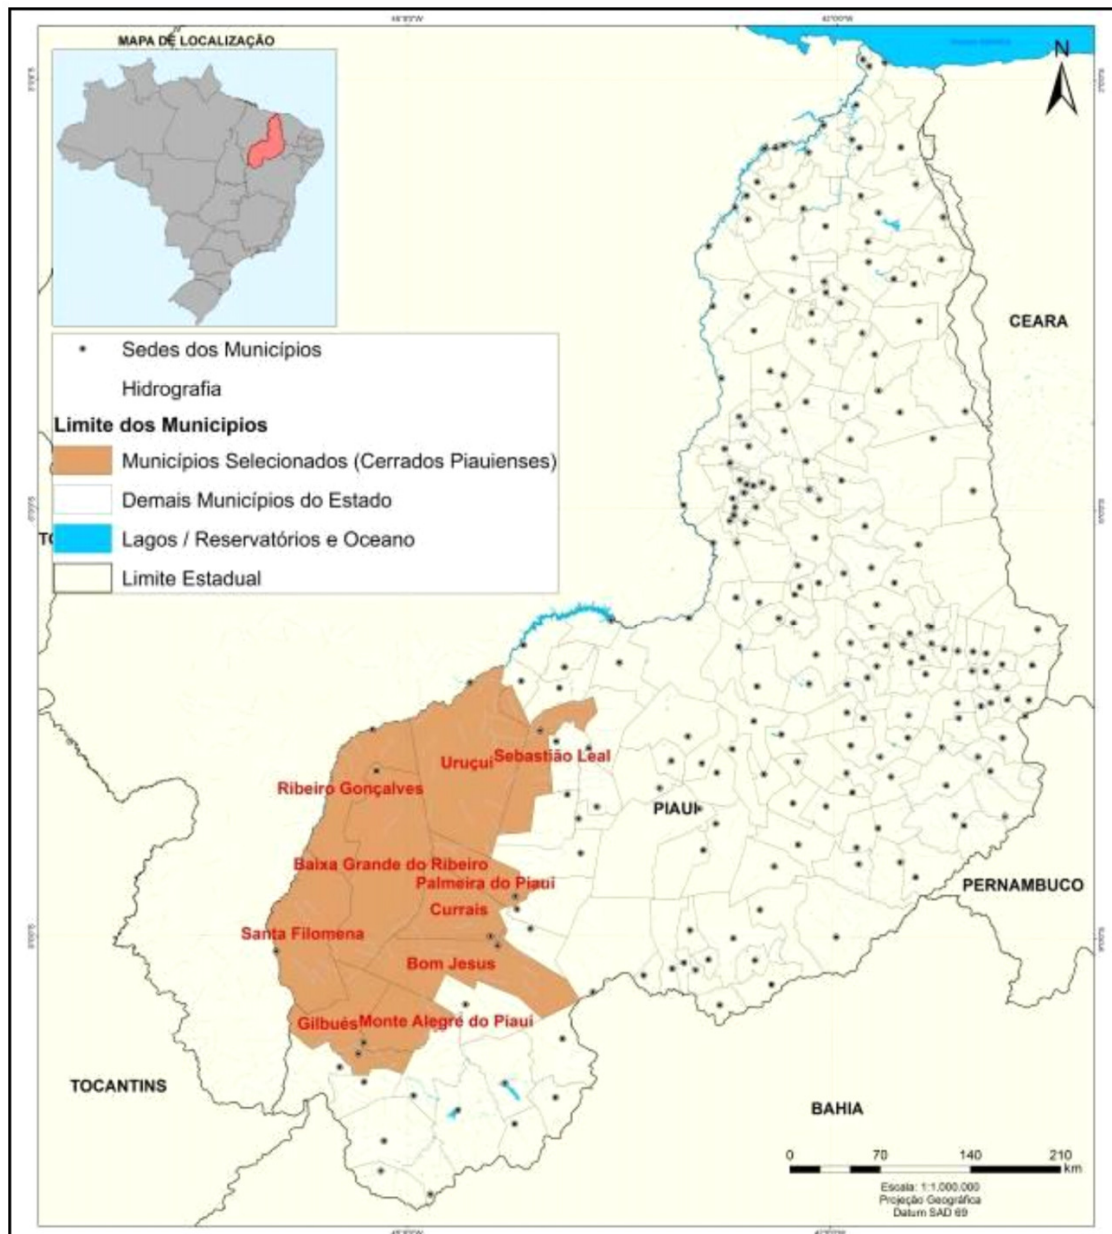 MAPA DE LOCALIZAÇÃO
N
CEARA
Sedes dos Municípios
Hidrografia
Limite dos Municipios
Municípios Selecionados (Cerrados Piauienses)
Demais Municípios do Estado
Lagos / Reservatórios e Oceano
Limite Estadual
Uruçui
Sebastião Leal
Ribeiro Gonçalves
PIAUI
Baixa Grande do Ribeiro
Palmeira do Piaui
PERNAMBUCO
Currais
Santa Filomena
Bom Jesus
Gilbués
Monte Alegre do Piaui
TOCANTINS
BAHIA
0 70 140 210
km
Escala: 1:1.000.000
Projeção Geográfica
Datum SAD 69